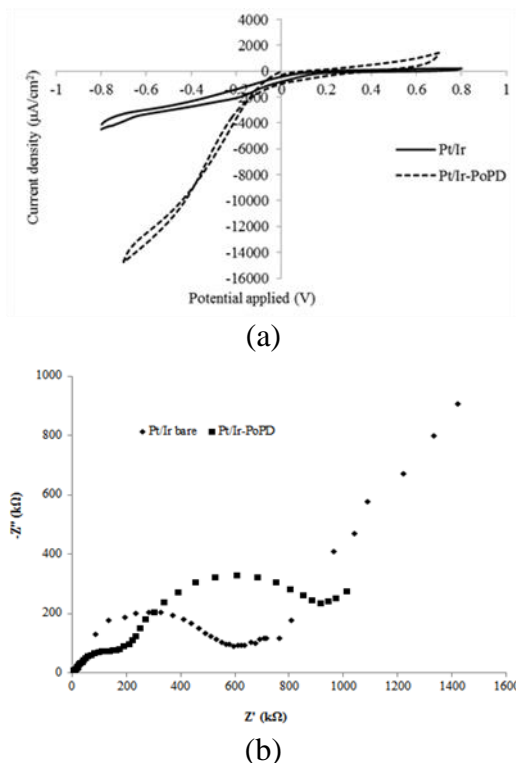 4000
2000
0
-2000
-4000
-6000
-8000
-10000
-12000
-14000
-16000
-1 -0.8 -0.6 -0.4 -0.2 0 0.2 0.4 0.6 0.8 1
Current density (µA/cm²)
Potential applied (V)
Pt/Ir
Pt/Ir-PoPD
(a)
1000
800
600
400
200
0
0 200 400 600 800 1000 1200 1400 1600
-Z" (kΩ)
Pt/Ir bare Pt/Ir-PoPD
Z' (kΩ)
(b)